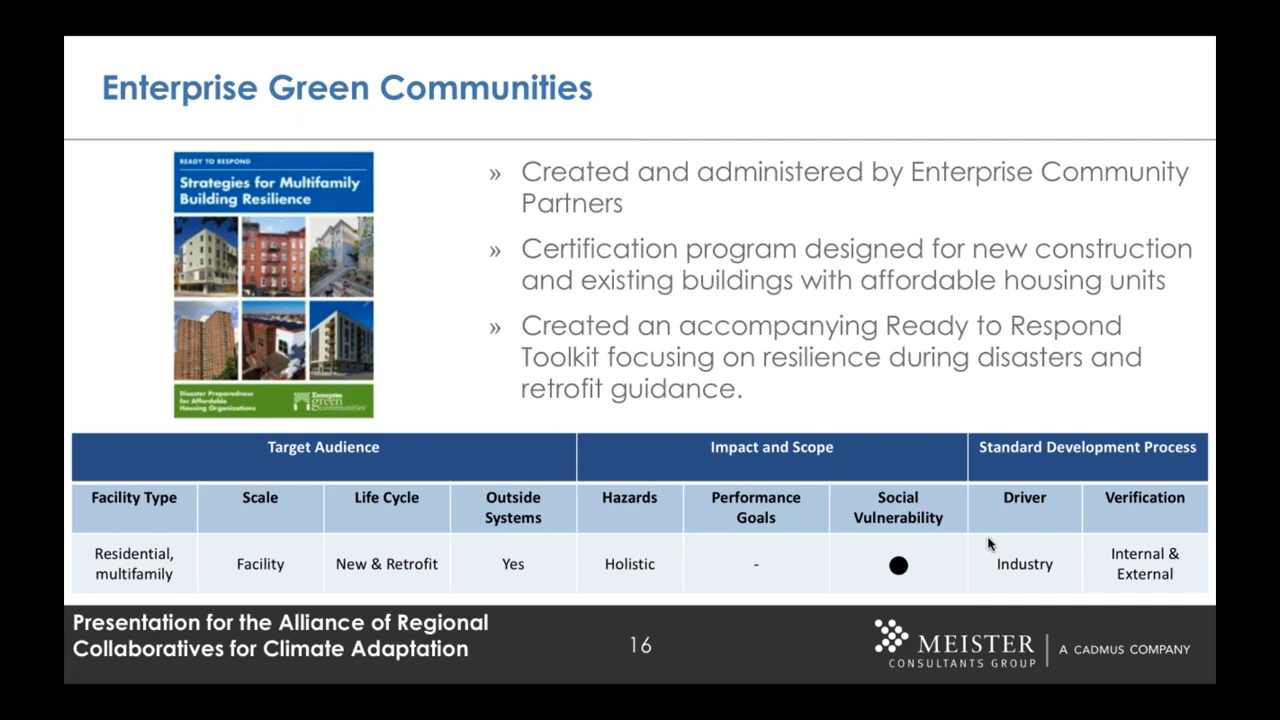 Enterprise Green Communities
READY TO RESPOND
Strategies for Multifamily
Building Resilience
Disaster Preparedness
for Affordable
Housing Organizations
Enterprise
green
communities
» Created and administered by Enterprise Community
Partners
» Certification program designed for new construction
and existing buildings with affordable housing units
» Created an accompanying Ready to Respond
Toolkit focusing on resilience during disasters and
retrofit guidance.
Target Audience Impact and Scope Standard Development Process
Facility Type Scale Life Cycle Outside Systems Hazards Performance Goals Social Vulnerability Driver Verification
Residential, multifamily Facility New & Retrofit Yes Holistic - ● Industry Internal & External
Presentation for the Alliance of Regional
Collaboratives for Climate Adaptation
16
MEISTER
CONSULTANTS GROUP
A CADMUS COMPANY